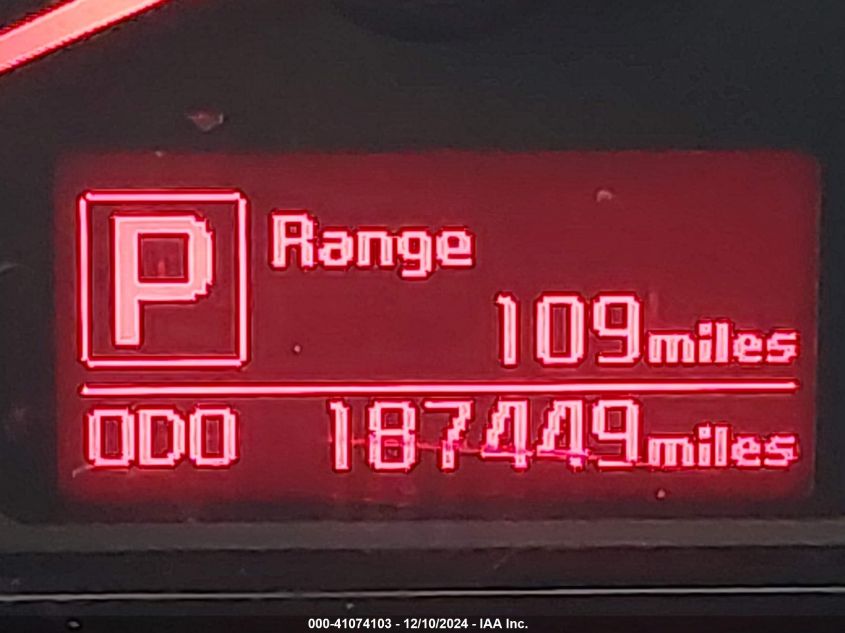 P
Range
109miles
ODO 187449miles
000-41074103 - 12/10/2024 - IAA Inc.